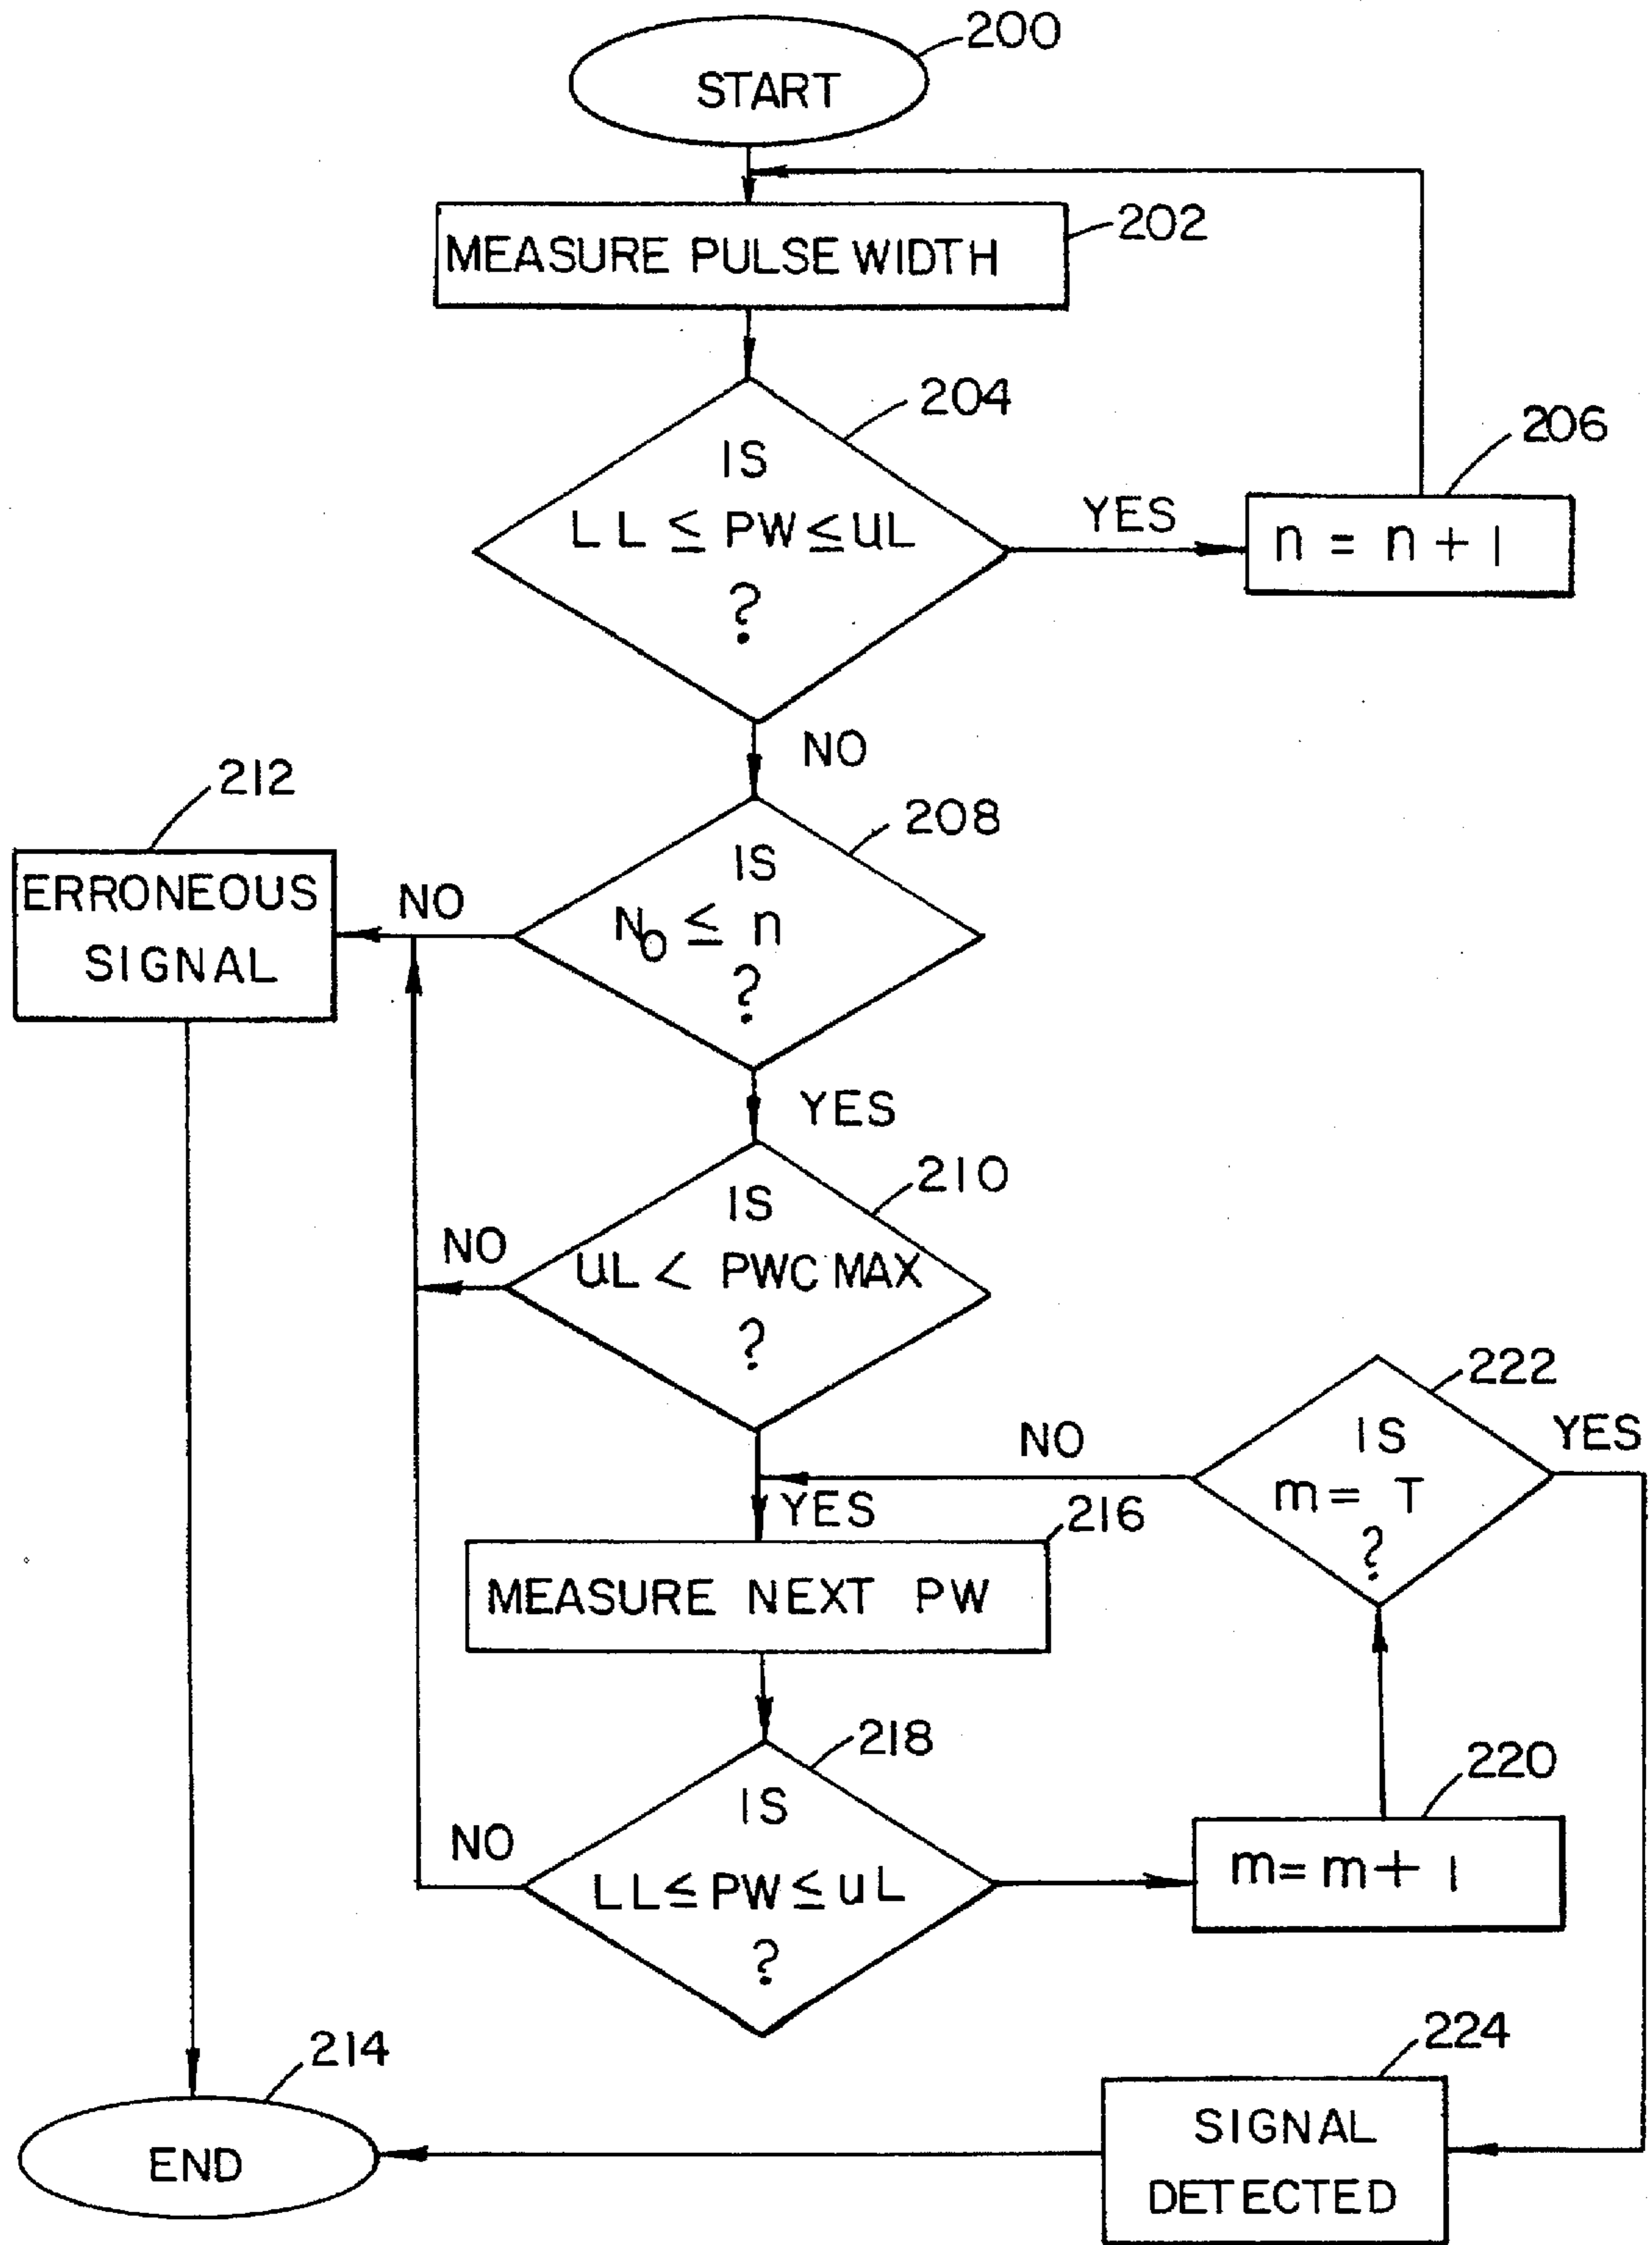 200
START
202
MEASURE PULSE WIDTH
204
IS
LL ≤ PW ≤ uL
?
YES
206
n = n + 1
NO
212
208
ERRONEOUS
SIGNAL
NO
IS
N₀ ≤ n
?
YES
210
IS
NO
uL < PWC MAX
?
222
NO
IS
YES
m = T
?
YES
216
MEASURE NEXT PW
218
220
IS
NO
LL ≤ PW ≤ uL
?
m = m + 1
214
224
END
SIGNAL
DETECTED